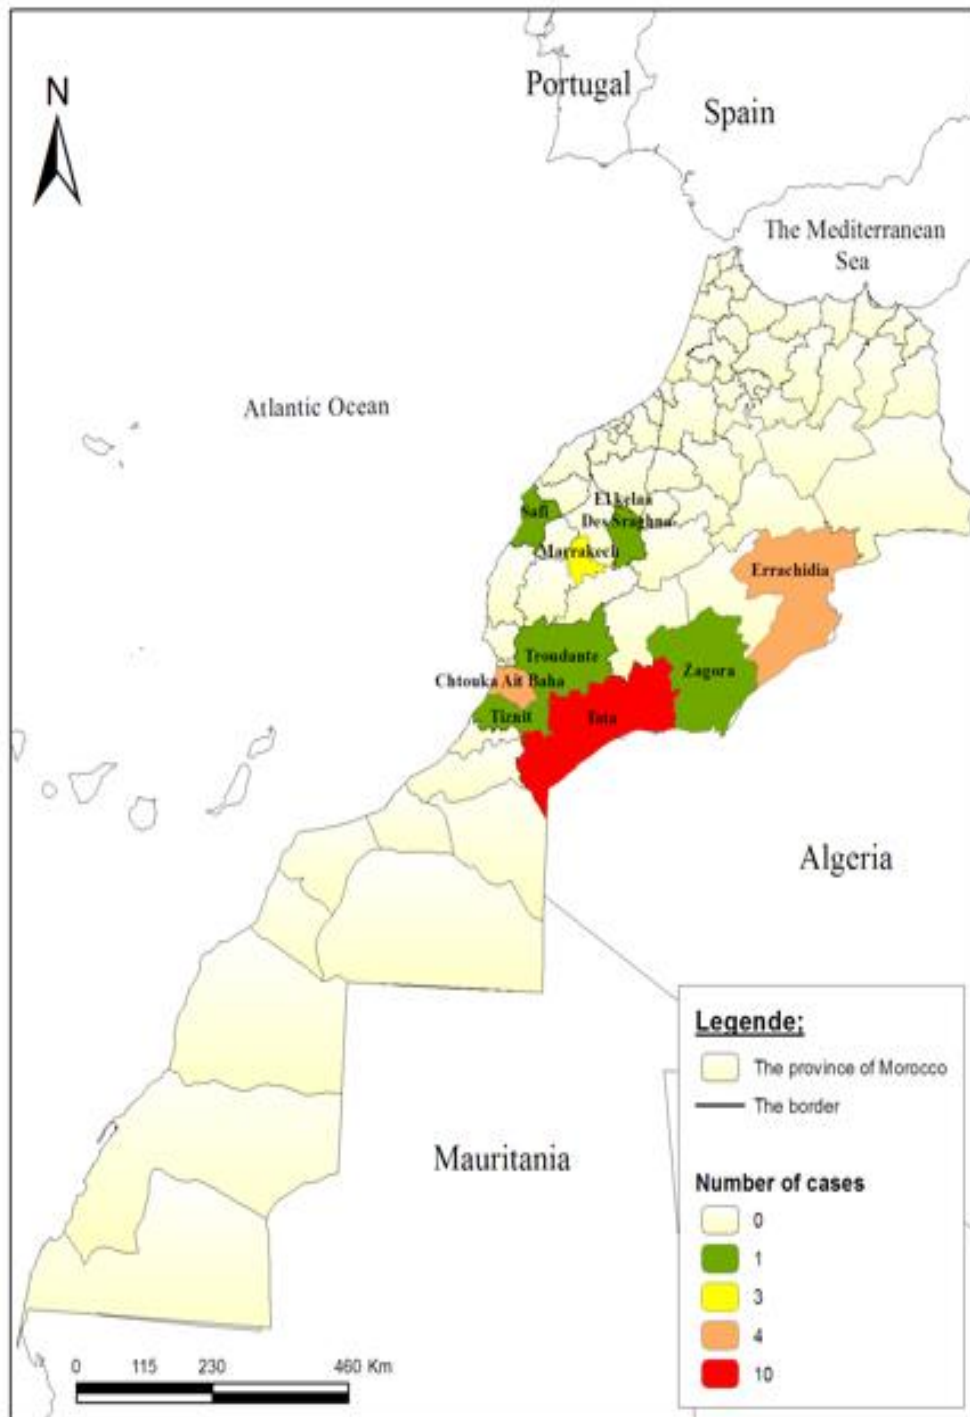 N
Portugal
Spain
The Mediterranean
Sea
Atlantic Ocean
El kelaa
Des Sraghna
Safi
Marrakech
Errachidia
Troudante
Zagora
Chtouka Ait Baha
Tiznit
Tata
Algeria
Mauritania
Legende;
The province of Morocco
The border
Number of cases
0
1
3
4
10
0 115 230 460 Km